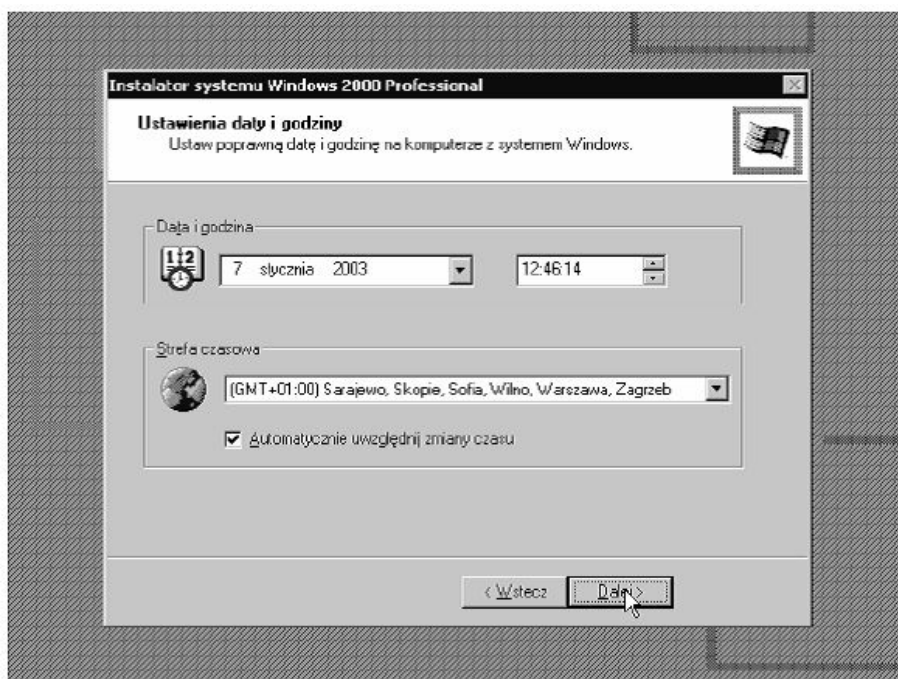 Instalator systemu Windows 2000 Professional
Ustawienia daty i godziny
Ustaw poprawną datę i godzinę na komputerze z systemem Windows.
Data i godzina
7 stycznia 2003
12:46:14
Strefa czasowa
(GMT+01:00) Sarajewo, Skopie, Sofia, Wilno, Warszawa, Zagrzeb
Automatycznie uwzględnij zmiany czasu
< Wstecz
Dalej >